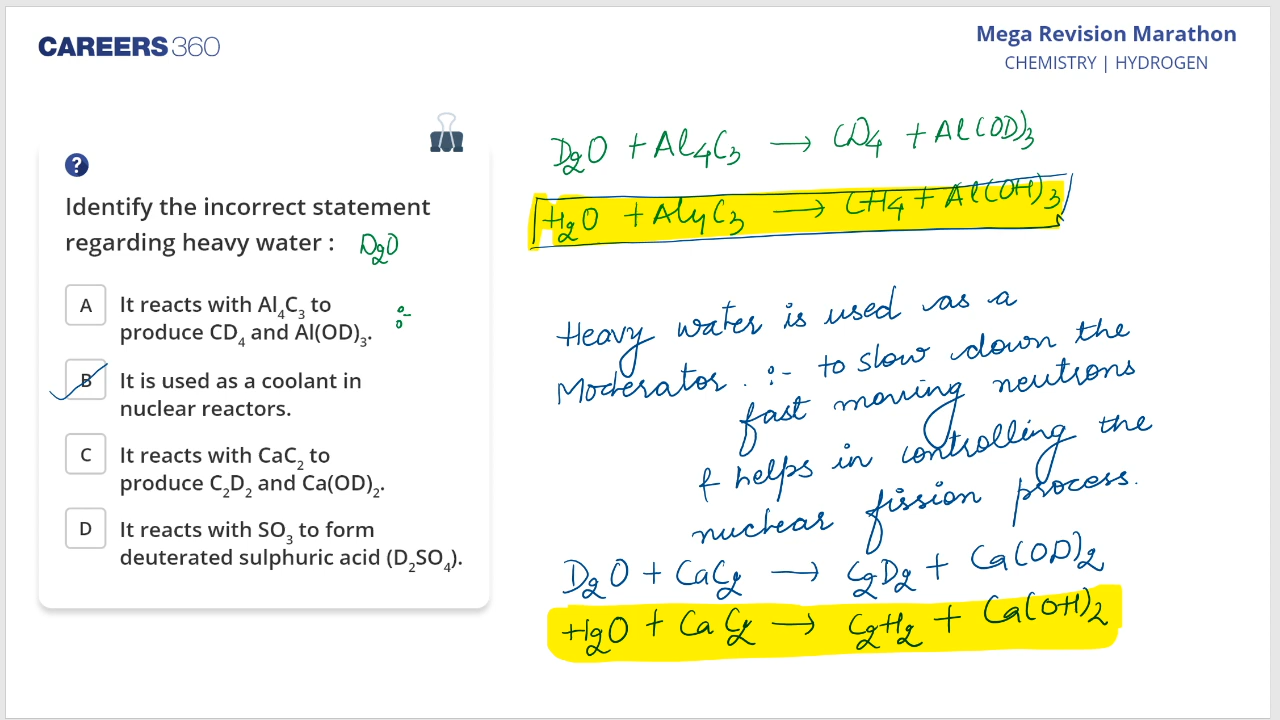 CAREERS360
Mega Revision Marathon
CHEMISTRY | HYDROGEN
?
Identify the incorrect statement
regarding heavy water : D₂O
A It reacts with Al₄C₃ to
produce CD₄ and Al(OD)₃. :-
B It is used as a coolant in
nuclear reactors.
C It reacts with CaC₂ to
produce C₂D₂ and Ca(OD)₂.
D It reacts with SO₃ to form
deuterated sulphuric acid (D₂SO₄).
D₂O + Al₄C₃ → CD₄ + Al(OD)₃
H₂O + Al₄C₃ → CH₄ + Al(OH)₃
Heavy water is used as a
Moderator. :- to slow down the
fast moving neutrons
& helps in controlling the
nuclear fission process.
D₂O + CaC₂ → C₂D₂ + Ca(OD)₂
H₂O + CaC₂ → C₂H₂ + Ca(OH)₂